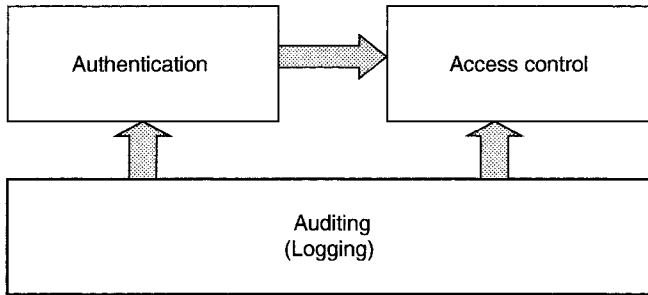 Authentication
Access control
Auditing
(Logging)